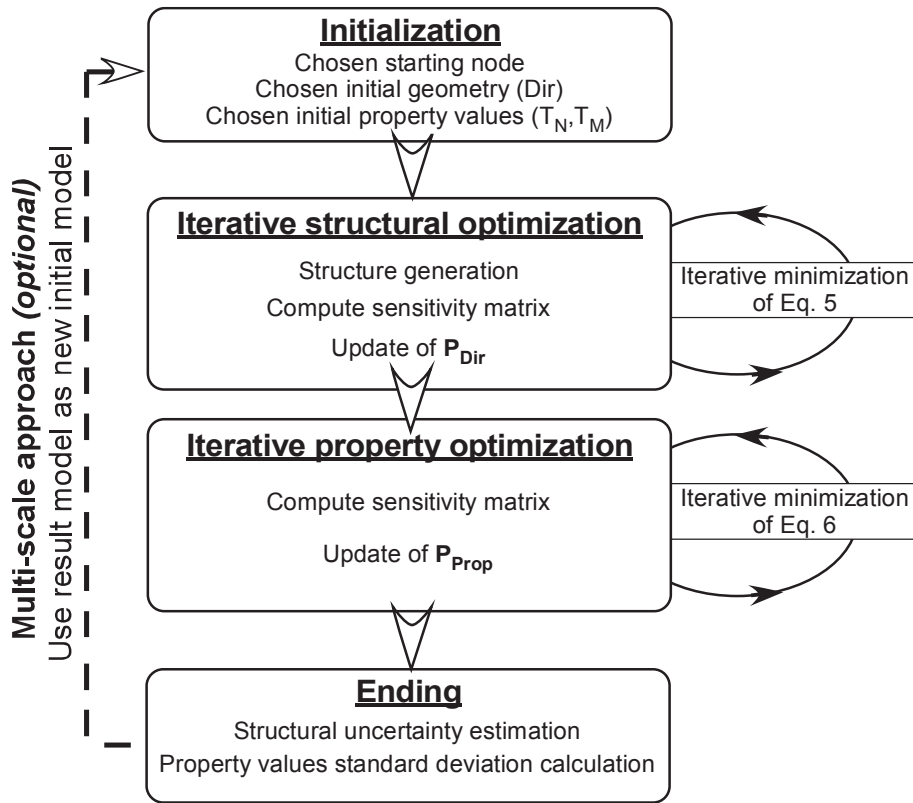 Initialization
Chosen starting node
Chosen initial geometry (Dir)
Chosen initial property values (T_N,T_M)
Iterative structural optimization
Structure generation
Compute sensitivity matrix
Update of P_Dir
Iterative minimization
of Eq. 5
Iterative property optimization
Compute sensitivity matrix
Update of P_Prop
Iterative minimization
of Eq. 6
Ending
Structural uncertainty estimation
Property values standard deviation calculation
Multi-scale approach (optional)
Use result model as new initial model